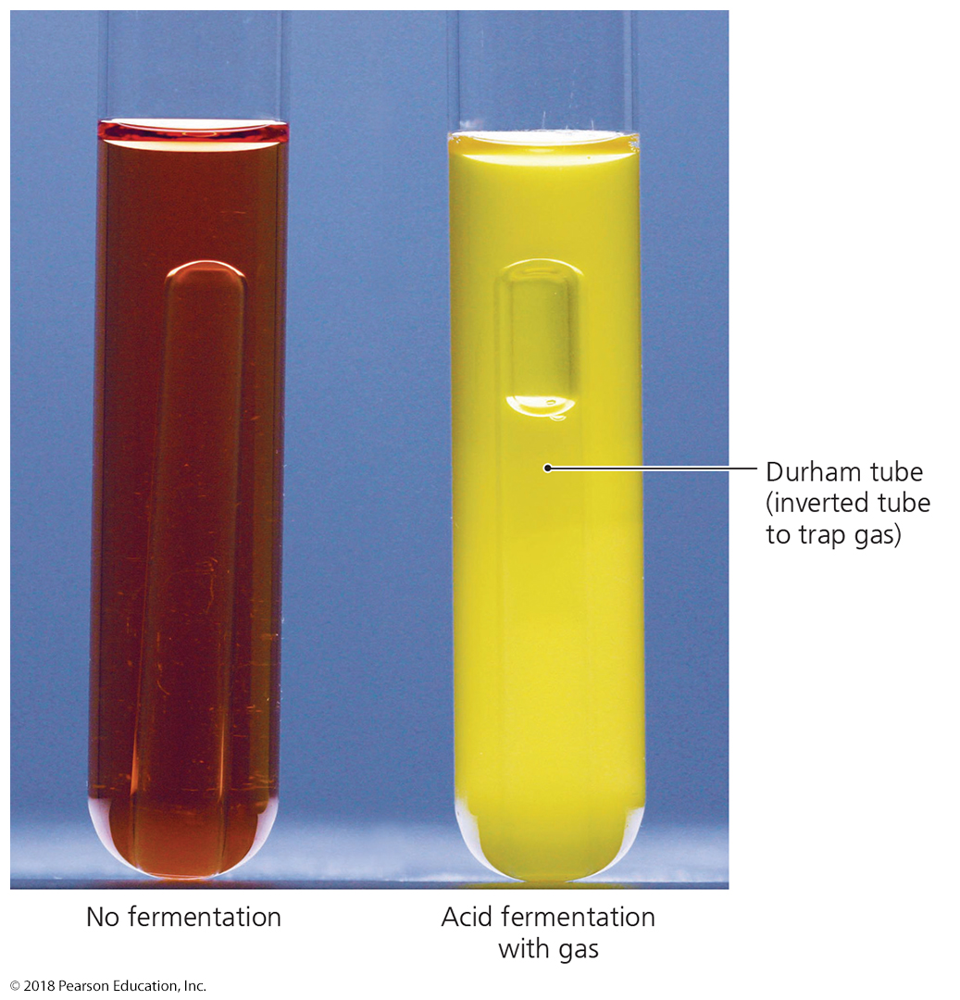 Durham tube
(inverted tube
to trap gas)
No fermentation
Acid fermentation
with gas
© 2018 Pearson Education, Inc.